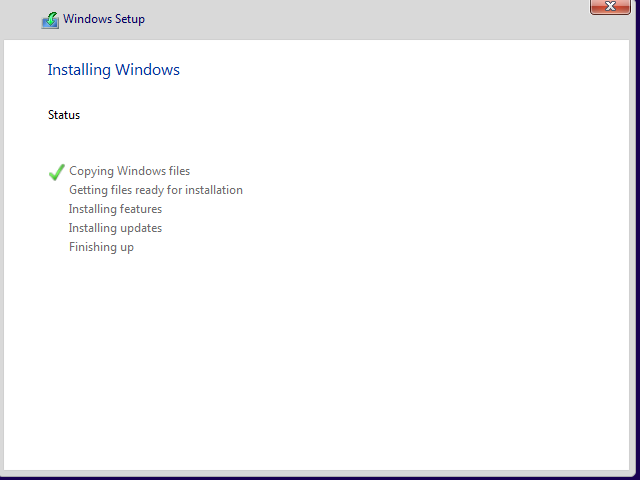 Windows Setup
Installing Windows
Status
Copying Windows files
Getting files ready for installation
Installing features
Installing updates
Finishing up